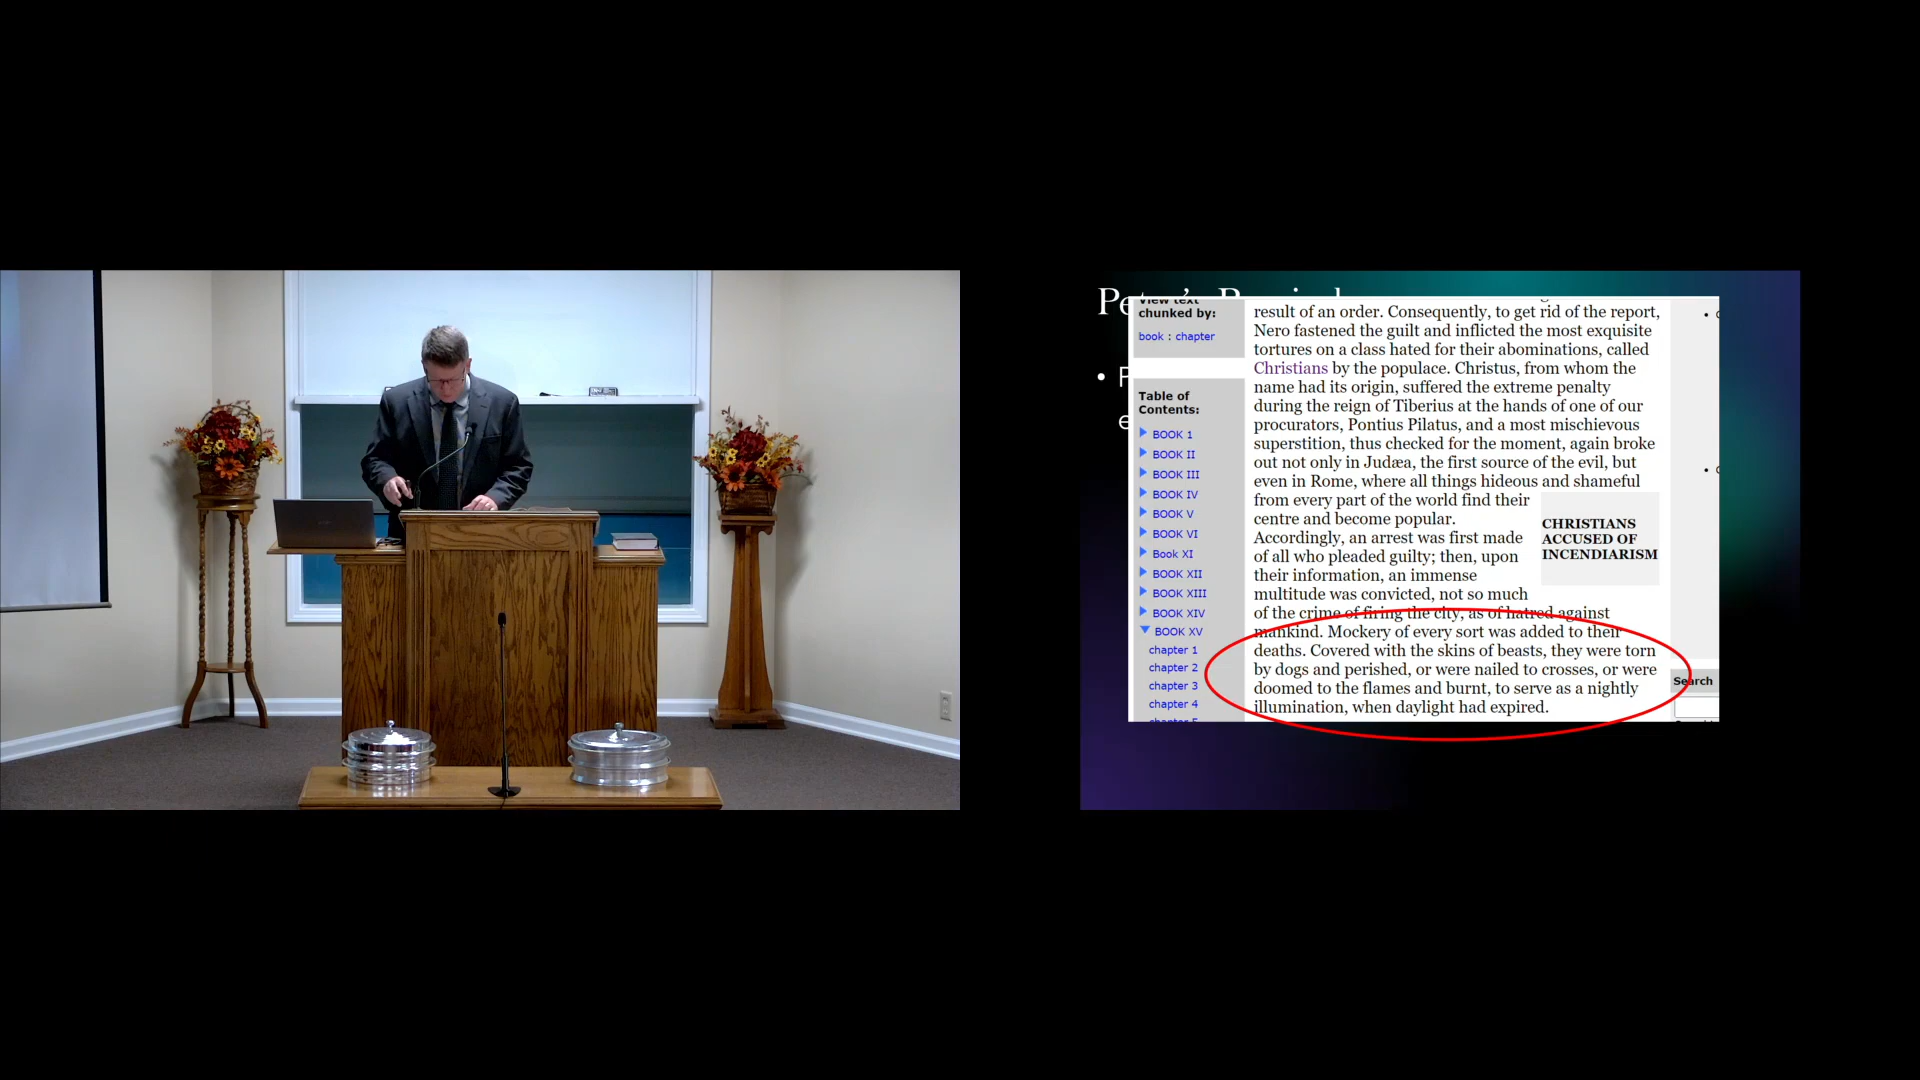 View text
chunked by:
book : chapter
Table of
Contents:
BOOK 1
BOOK II
BOOK III
BOOK IV
BOOK V
BOOK VI
Book XI
BOOK XII
BOOK XIII
BOOK XIV
BOOK XV
chapter 1
chapter 2
chapter 3
chapter 4
result of an order. Consequently, to get rid of the report,
Nero fastened the guilt and inflicted the most exquisite
tortures on a class hated for their abominations, called
Christians by the populace. Christus, from whom the
name had its origin, suffered the extreme penalty
during the reign of Tiberius at the hands of one of our
procurators, Pontius Pilatus, and a most mischievous
superstition, thus checked for the moment, again broke
out not only in Judæa, the first source of the evil, but
even in Rome, where all things hideous and shameful
from every part of the world find their
centre and become popular.
Accordingly, an arrest was first made
of all who pleaded guilty; then, upon
their information, an immense
multitude was convicted, not so much
of the crime of firing the city, as of hatred against
mankind. Mockery of every sort was added to their
deaths. Covered with the skins of beasts, they were torn
by dogs and perished, or were nailed to crosses, or were
doomed to the flames and burnt, to serve as a nightly
illumination, when daylight had expired.
CHRISTIANS
ACCUSED OF
INCENDIARISM
Search